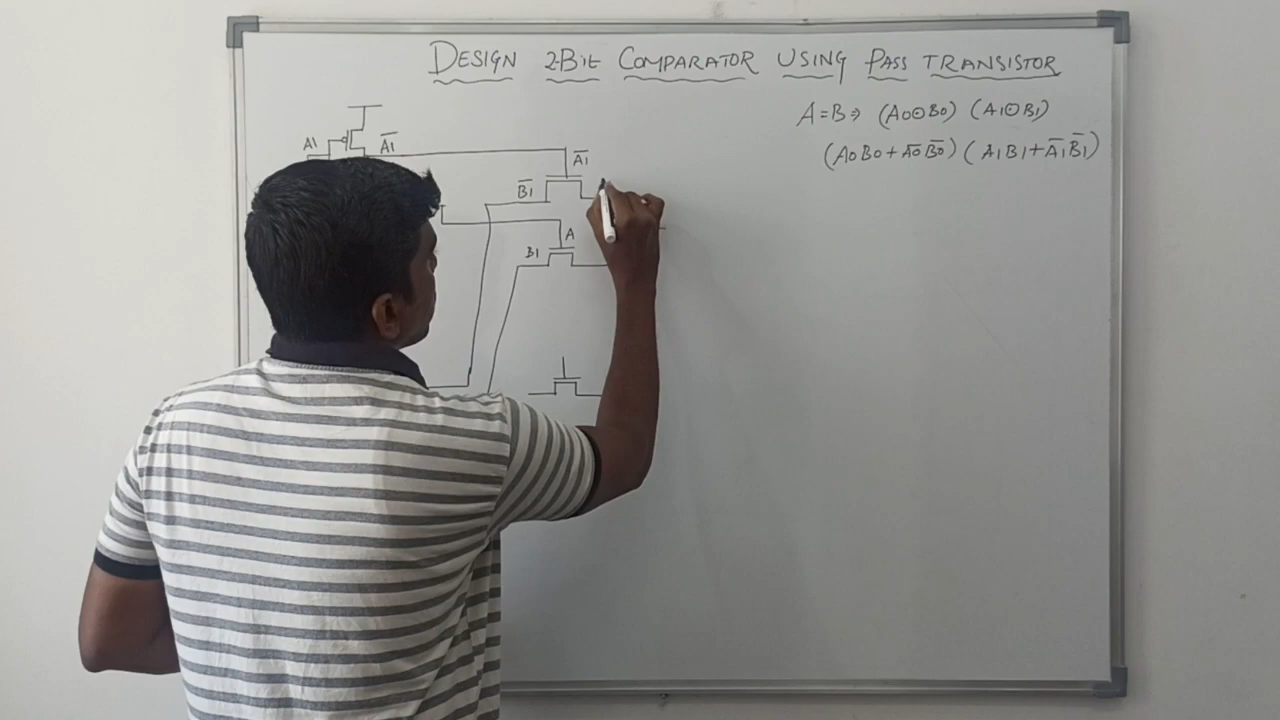 DESIGN 2-Bit COMPARATOR USING PASS TRANSISTOR
A=B⇒ (A0⊙B0) (A1⊙B1)
(A0B0+A̅0̅B̅0̅) (A1B1+A̅1B̅1)
A1
A̅1̅
A̅1̅
B̅1̅
A
B1